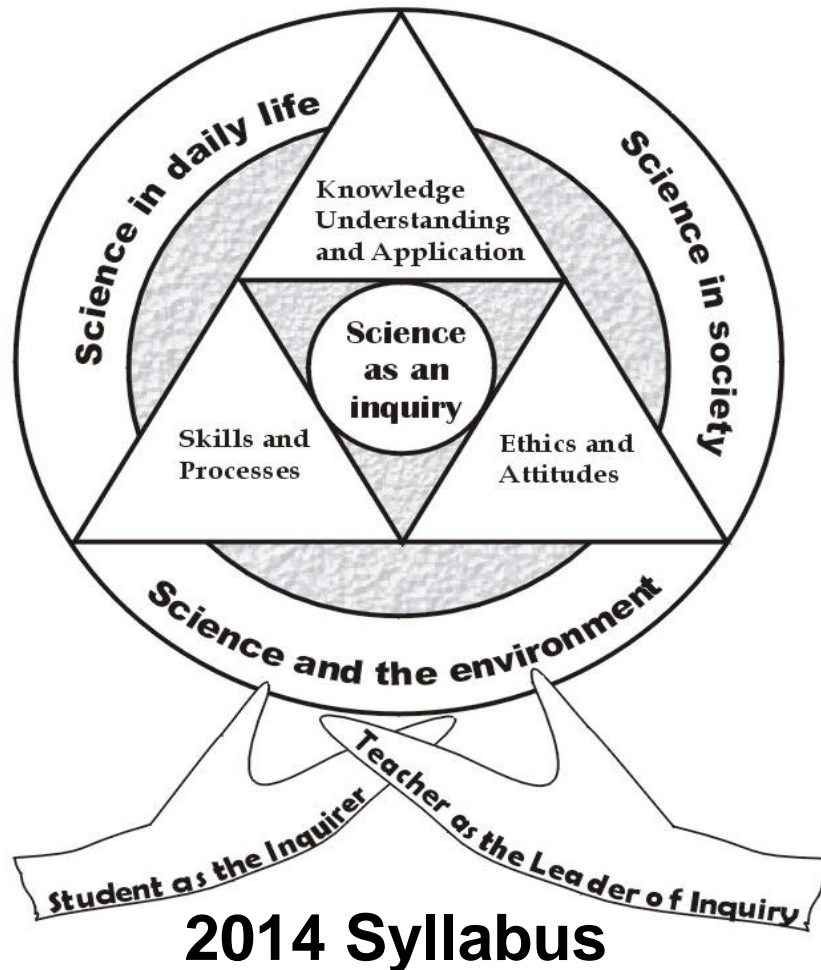 Science in daily life
Science in society
Knowledge
Understanding
and Application
Science
as an
inquiry
Skills and
Processes
Ethics and
Attitudes
Science and the environment
Student as the Inquirer
Teacher as the Leader of Inquiry
2014 Syllabus